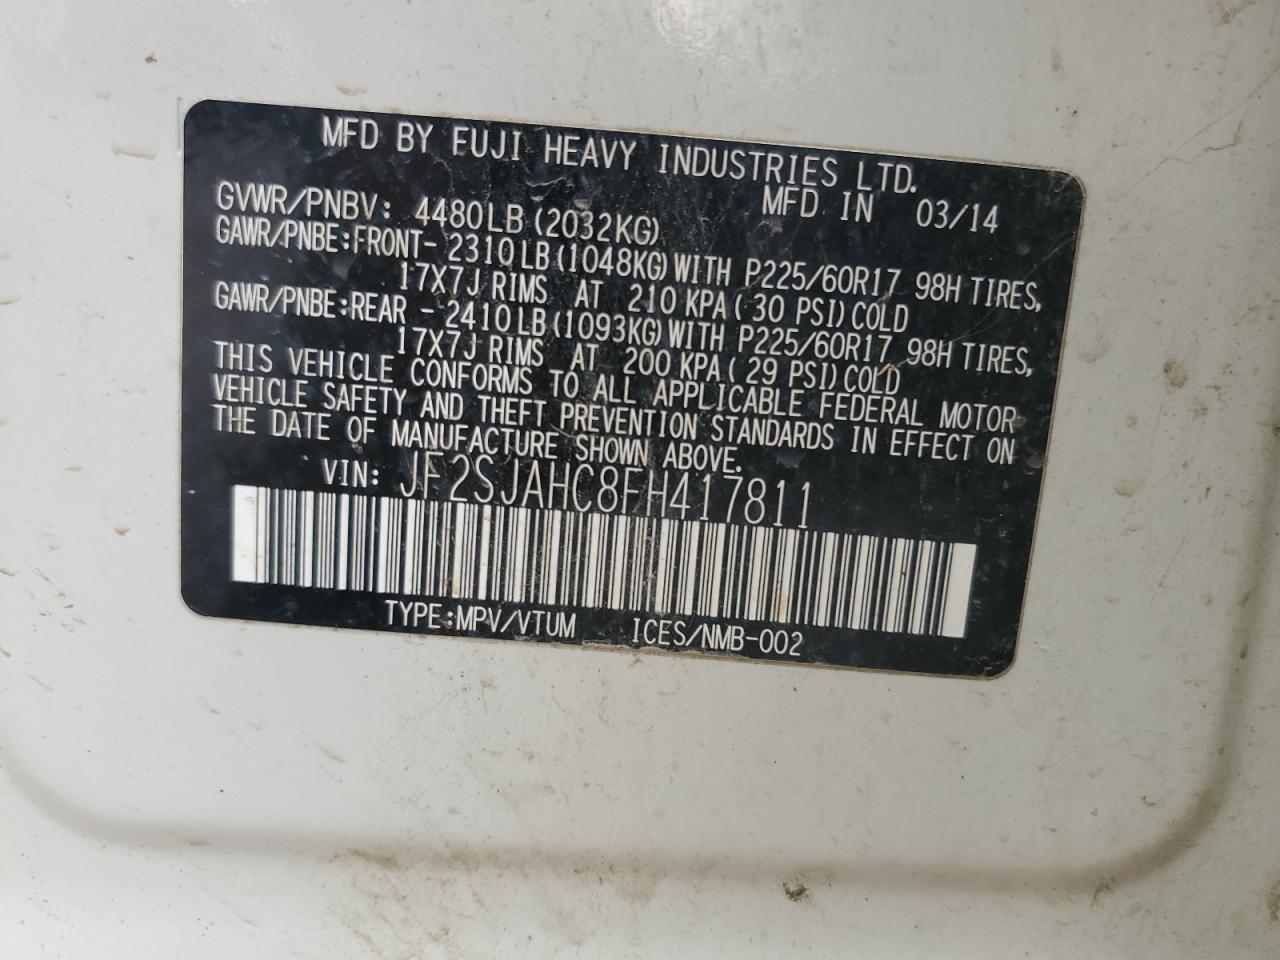 MFD BY FUJI HEAVY INDUSTRIES LTD.
MFD IN 03/14
GVWR/PNBV: 4480LB (2032KG)
GAWR/PNBE:FRONT- 2310LB(1048KG)WITH P225/60R17 98H TIRES,
17X7J RIMS AT 210 KPA( 30 PSI)COLD
GAWR/PNBE:REAR - 2410LB(1093KG)WITH P225/60R17 98H TIRES,
17X7J RIMS AT 200 KPA( 29 PSI)COLD
THIS VEHICLE CONFORMS TO ALL APPLICABLE FEDERAL MOTOR
VEHICLE SAFETY AND THEFT PREVENTION STANDARDS IN EFFECT ON
THE DATE OF MANUFACTURE SHOWN ABOVE.
VIN: JF2SJAHC8FH417811
TYPE:MPV/VTUM ICES/NMB-002